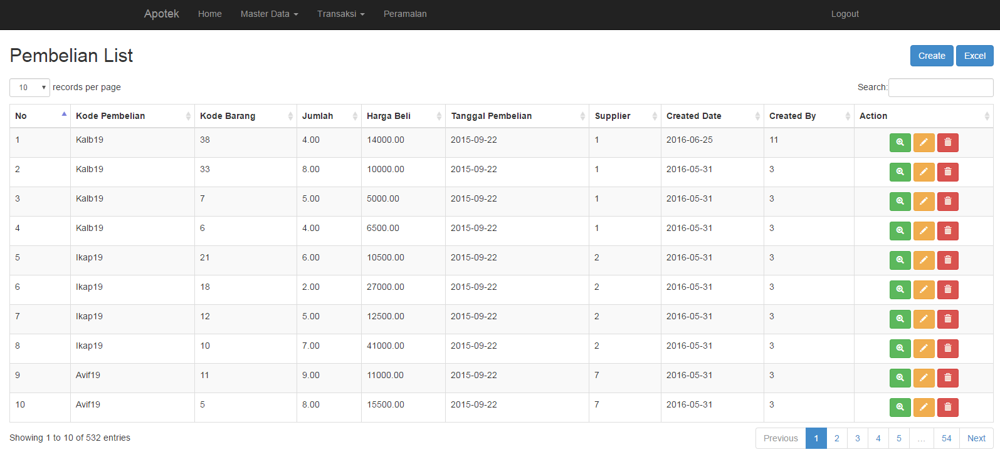 Apotek Home Master Data Transaksi Peramalan Logout
Pembelian List Create Excel
10 records per page Search:
No Kode Pembelian Kode Barang Jumlah Harga Beli Tanggal Pembelian Supplier Created Date Created By Action
1 Kalb19 38 4.00 14000.00 2015-09-22 1 2016-06-25 11
2 Kalb19 33 8.00 10000.00 2015-09-22 1 2016-05-31 3
3 Kalb19 7 5.00 5000.00 2015-09-22 1 2016-05-31 3
4 Kalb19 6 4.00 6500.00 2015-09-22 1 2016-05-31 3
5 Ikap19 21 6.00 10500.00 2015-09-22 2 2016-05-31 3
6 Ikap19 18 2.00 27000.00 2015-09-22 2 2016-05-31 3
7 Ikap19 12 5.00 12500.00 2015-09-22 2 2016-05-31 3
8 Ikap19 10 7.00 41000.00 2015-09-22 2 2016-05-31 3
9 Avif19 11 9.00 11000.00 2015-09-22 7 2016-05-31 3
10 Avif19 5 8.00 15500.00 2015-09-22 7 2016-05-31 3
Showing 1 to 10 of 532 entries Previous 1 2 3 4 5 ... 54 Next